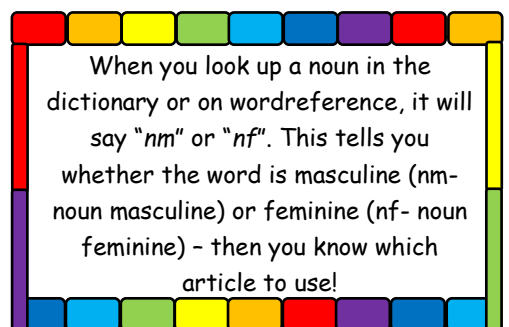 When you look up a noun in the
dictionary or on wordreference, it will
say “nm” or “nf”. This tells you
whether the word is masculine (nm-
noun masculine) or feminine (nf- noun
feminine) – then you know which
article to use!